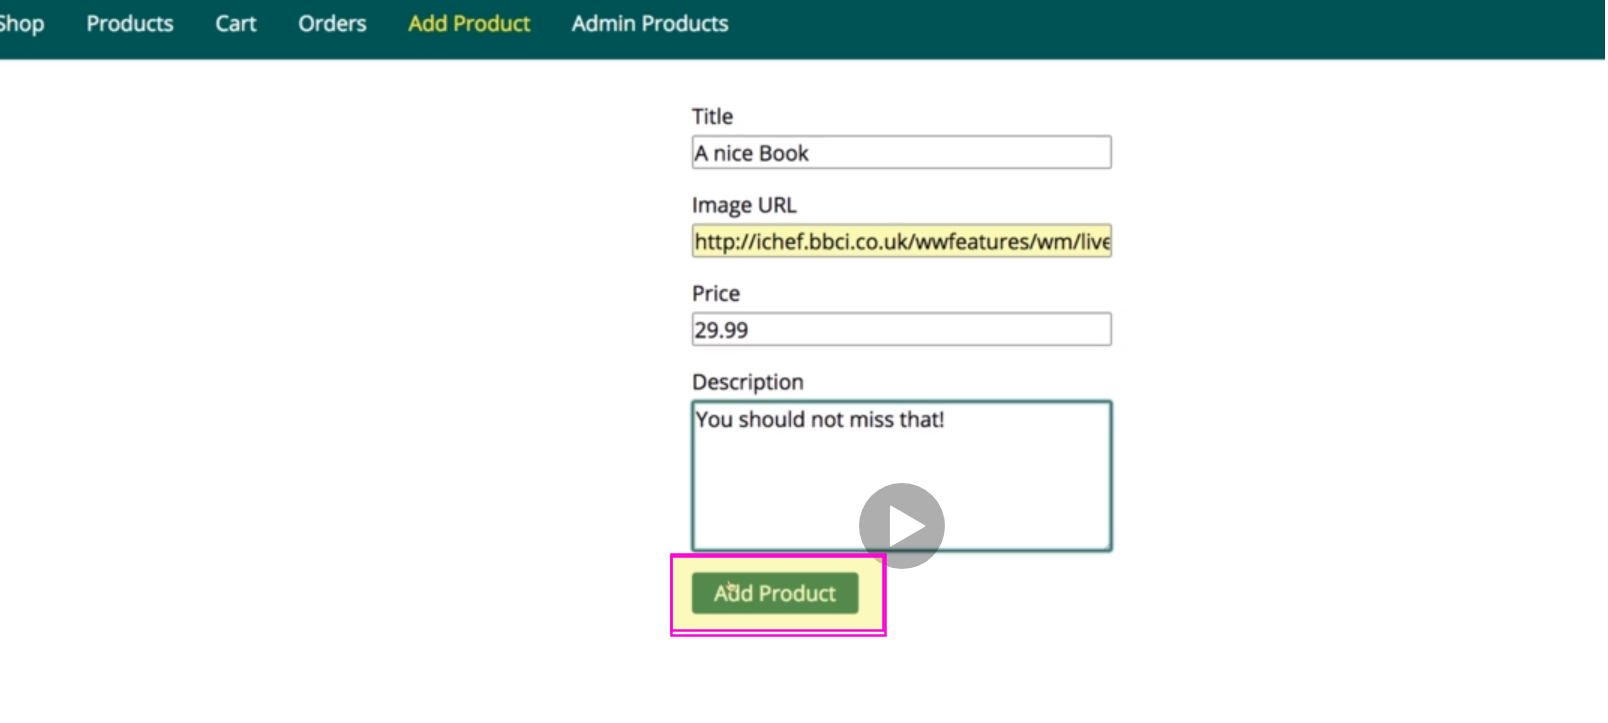 Shop Products Cart Orders Add Product Admin Products
Title
A nice Book
Image URL
http://ichef.bbci.co.uk/wwfeatures/wm/live
Price
29.99
Description
You should not miss that!
Add Product